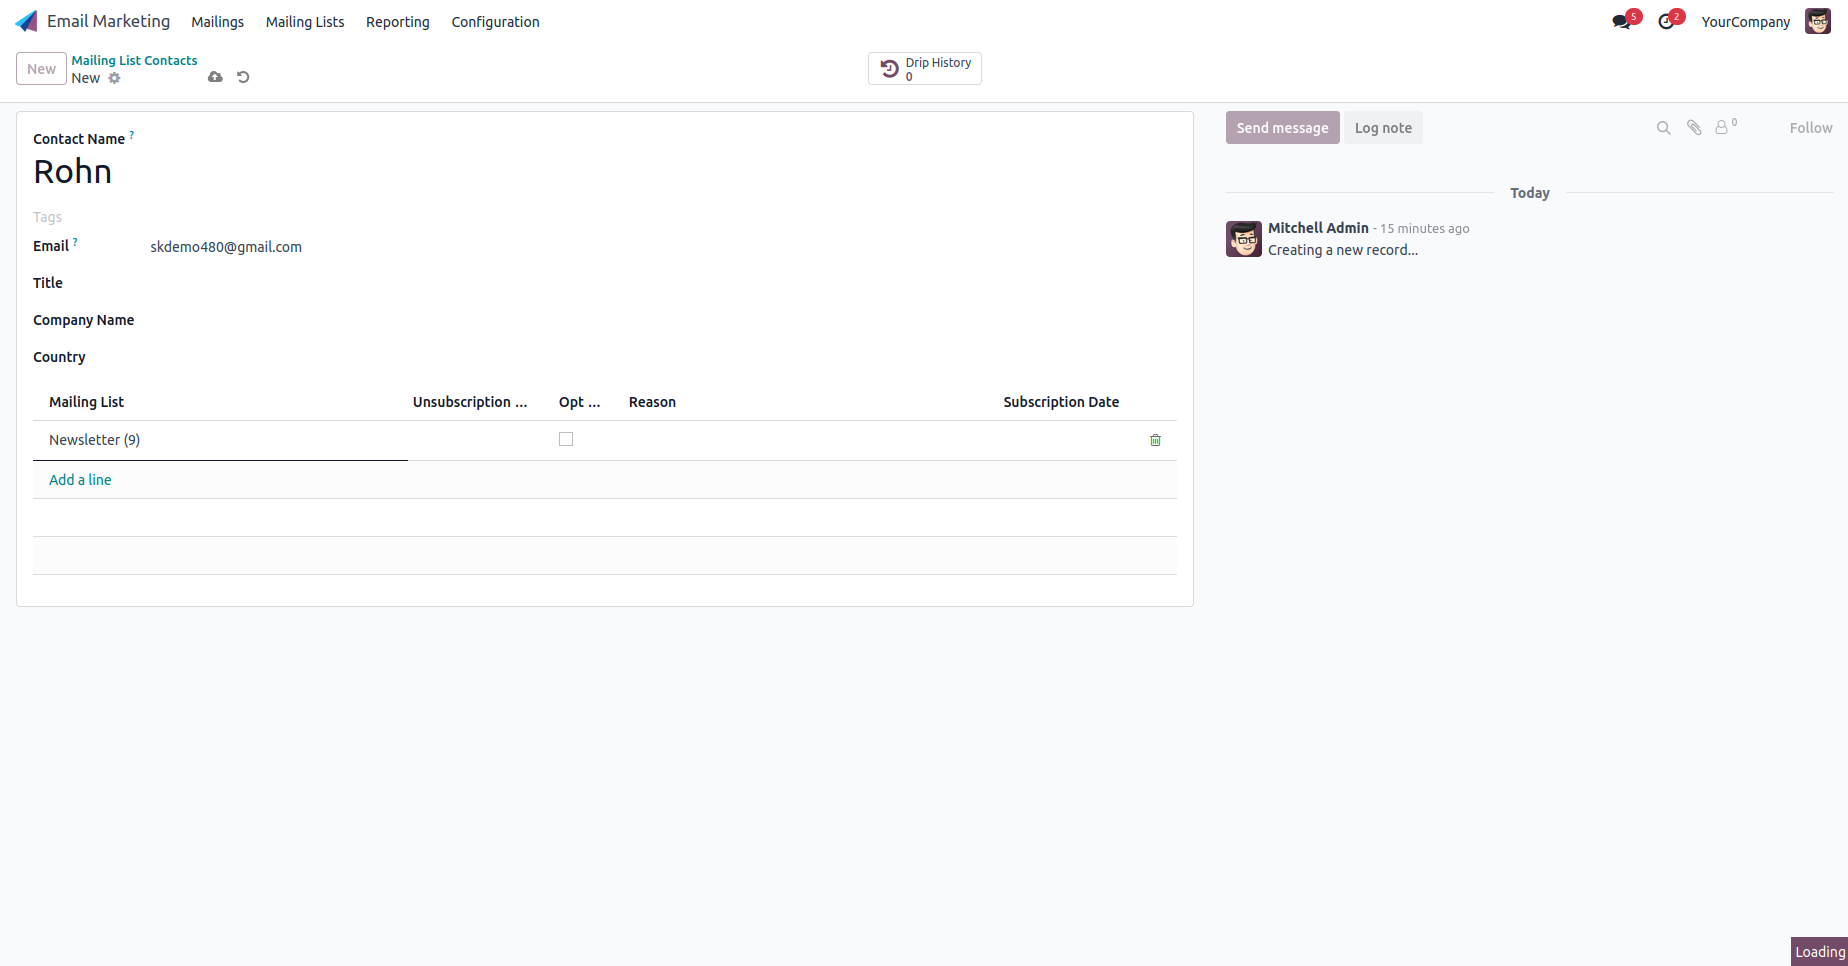 Email Marketing Mailings Mailing Lists Reporting Configuration 5 2 YourCompany
New Mailing List Contacts
New
Drip History
0
Contact Name ?
Rohn
Tags
Email ? skdemo480@gmail.com
Title
Company Name
Country
Mailing List Unsubscription ... Opt ... Reason Subscription Date
Newsletter (9)
Add a line
Send message Log note 0 Follow
Today
Mitchell Admin - 15 minutes ago
Creating a new record...
Loading